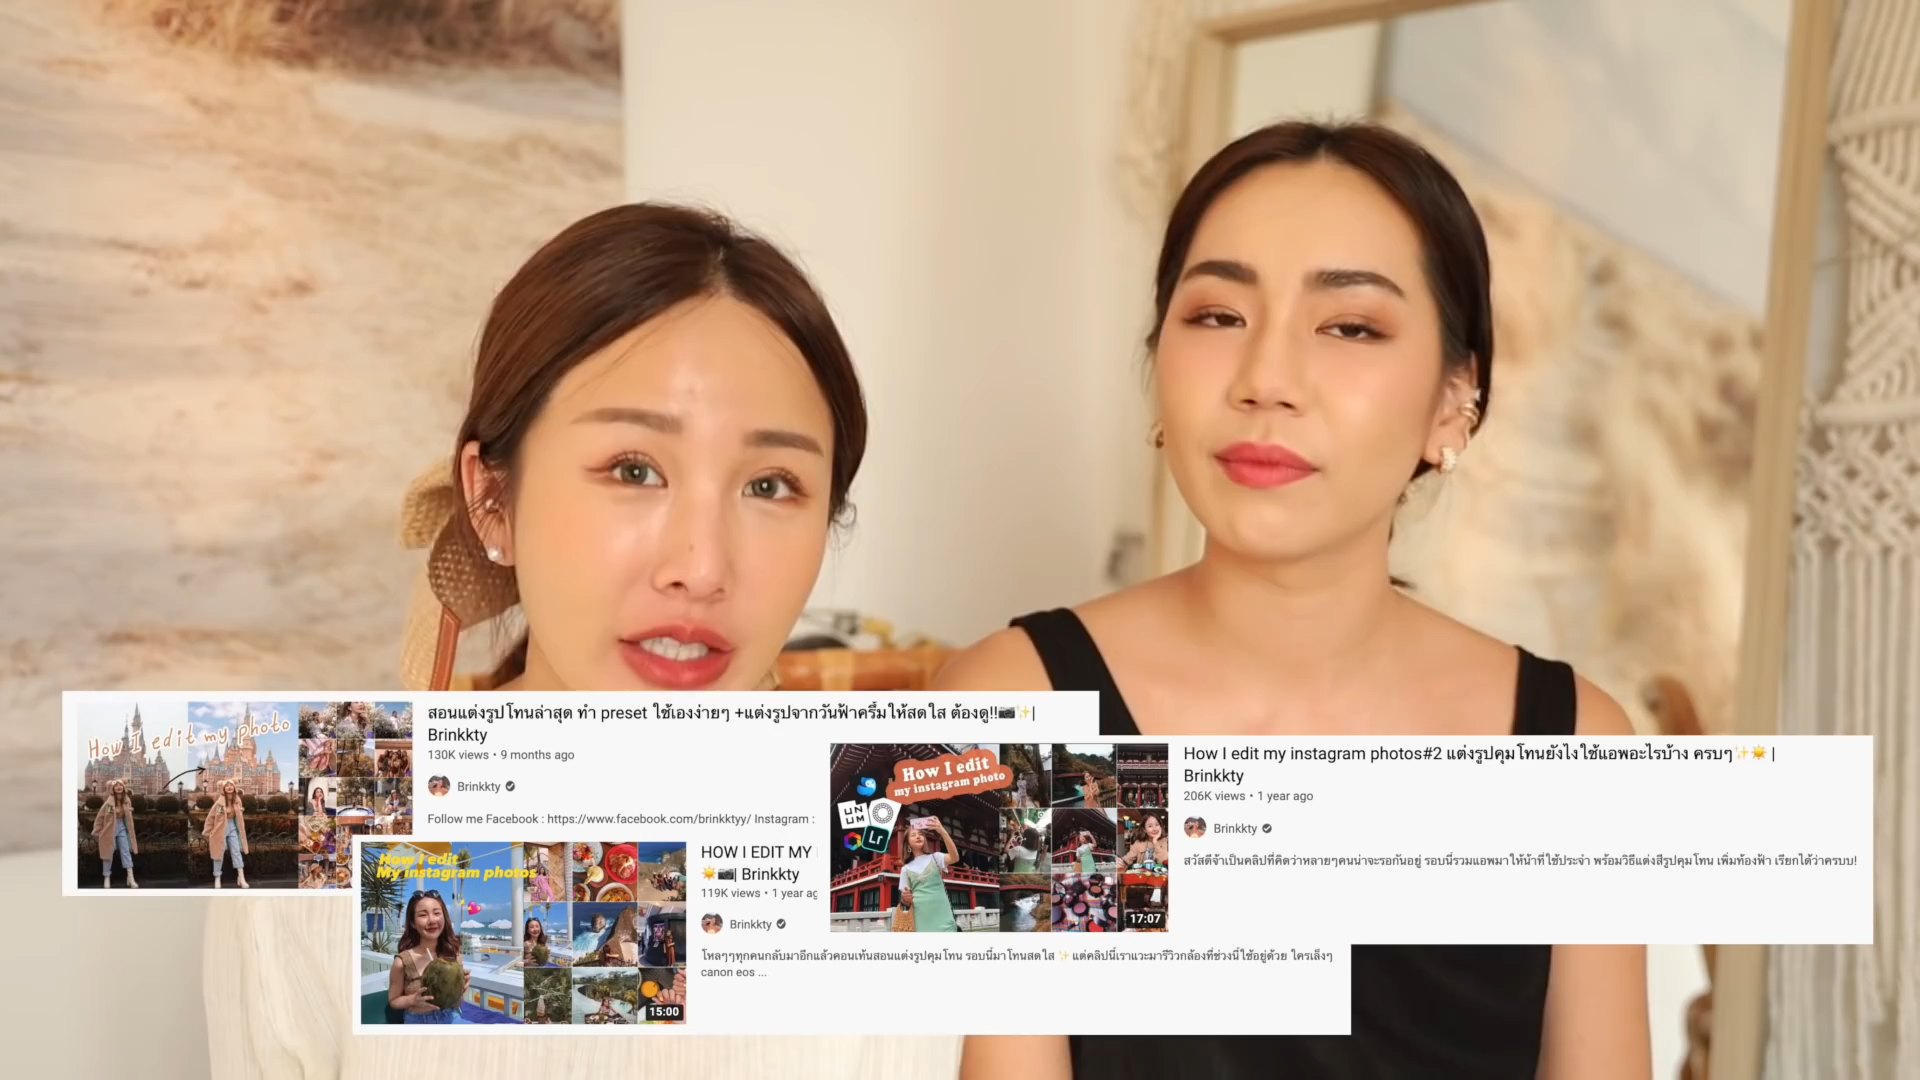 How I edit my photo
สอนแต่งรูปโทนล่าสุด ทำ preset ใช้เองง่ายๆ +แต่งรูปจากวันฟ้าครึ้มให้สดใส ต้องดู!!📷✨|
Brinkkty
130K views • 9 months ago
Brinkkty
Follow me Facebook : https://www.facebook.com/brinkktyy/ Instagram :
How I edit
My instagram photos
15:00
HOW I EDIT MY
☀️📷| Brinkkty
119K views • 1 year ag
Brinkkty
โหลๆๆทุกคนกลับมาอีกแล้วคอนเท้นสอนแต่งรูปคุมโทน รอบนี้มาโทนสดใส ✨ แต่คลิปนี้เราแวะมารีวิวกล้องที่ช่วงนี้ใช้อยู่ด้วย ใครเล็งๆ
canon eos ...
How I edit
my instagram photo
UN
UM
Lr
17:07
How I edit my instagram photos#2 แต่งรูปคุมโทนยังไง ใช้แอพอะไรบ้าง ครบๆ✨☀️ |
Brinkkty
206K views • 1 year ago
Brinkkty
สวัสดีจ้าเป็นคลิปที่คิดว่าหลายๆคนน่าจะรอกันอยู่ รอบนี้รวมแอพมาให้น้าที่ใช้ประจำ พร้อมวิธีแต่งสีรูปคุมโทน เพิ่มท้องฟ้า เรียกได้ว่าครบบ!